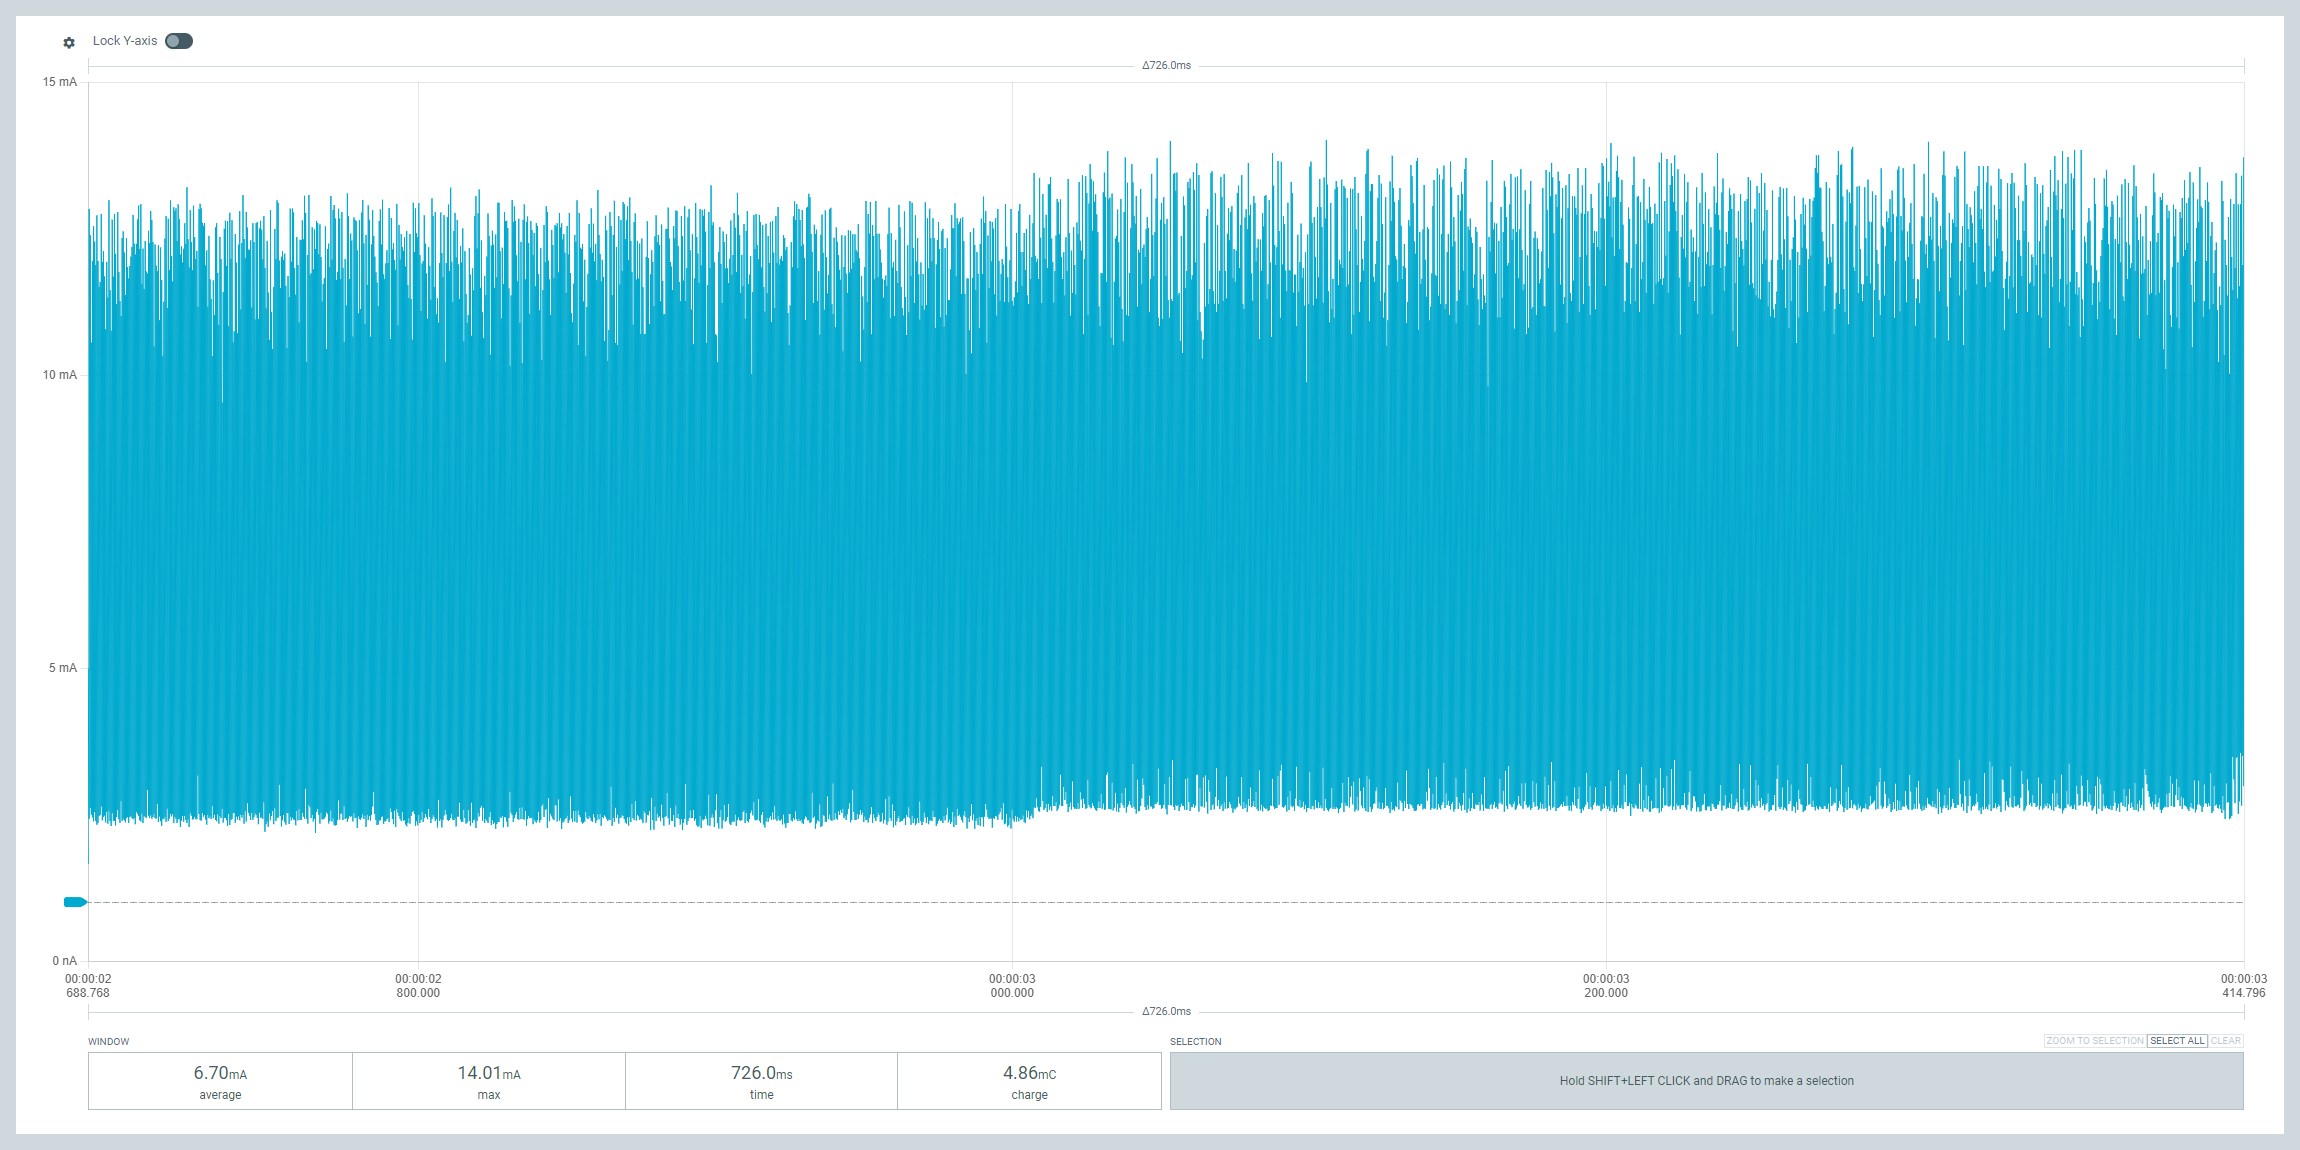 Lock Y-axis
Δ726.0ms
15 mA
10 mA
5 mA
0 nA
00:00:02
688.768
00:00:02
800.000
00:00:03
000.000
00:00:03
200.000
00:00:03
414.796
Δ726.0ms
WINDOW
6.70mA
average
14.01mA
max
726.0ms
time
4.86mC
charge
SELECTION
ZOOM TO SELECTION SELECT ALL CLEAR
Hold SHIFT+LEFT CLICK and DRAG to make a selection